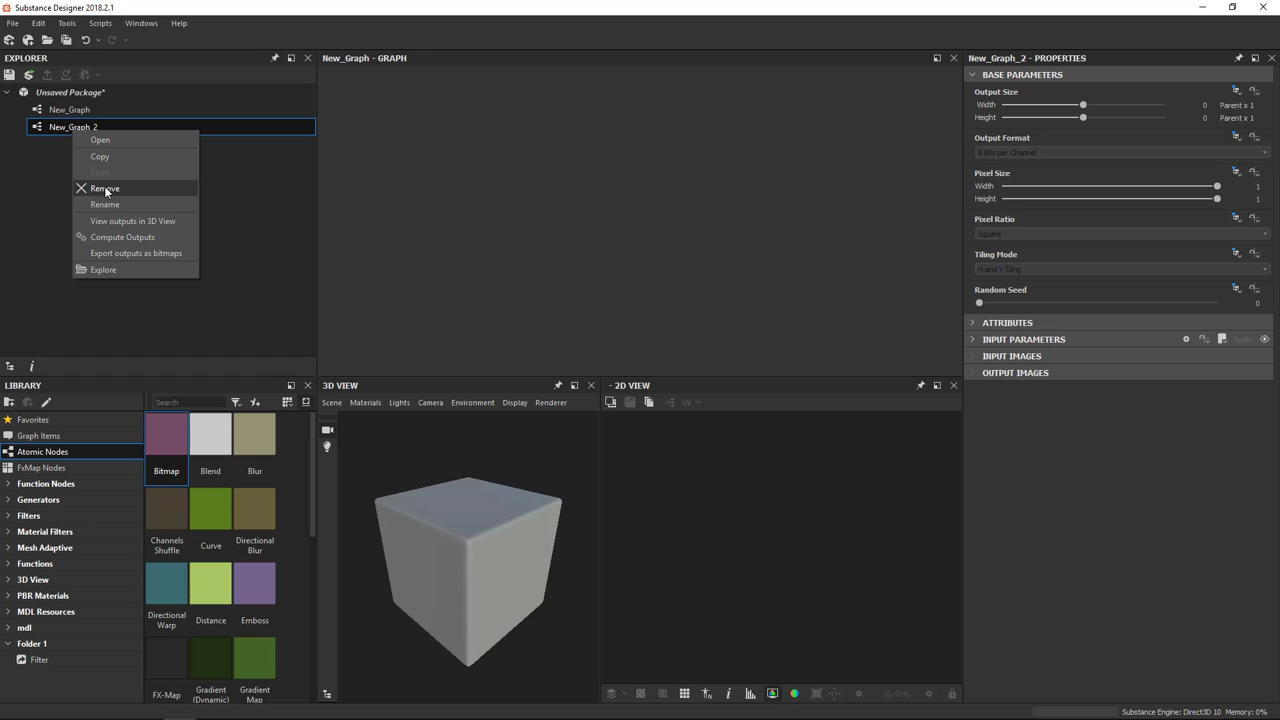 Substance Designer 2018.2.1
File Edit Tools Scripts Windows Help
EXPLORER
Unsaved Package*
New_Graph
New_Graph_2
Open
Copy
Paste
Remove
Rename
View outputs in 3D View
Compute Outputs
Export outputs as bitmaps
Explore
New_Graph - GRAPH
New_Graph_2 - PROPERTIES
BASE PARAMETERS
Output Size
Width 0 Parent x 1
Height 0 Parent x 1
Output Format
8 Bits per Channel
Pixel Size
Width 1
Height 1
Pixel Ratio
Square
Tiling Mode
H and V Tiling
Random Seed
0
ATTRIBUTES
INPUT PARAMETERS Apply
INPUT IMAGES
OUTPUT IMAGES
LIBRARY
Search
Favorites
Graph Items
Atomic Nodes
FxMap Nodes
Function Nodes
Generators
Filters
Material Filters
Mesh Adaptive
Functions
3D View
PBR Materials
MDL Resources
mdl
Folder 1
Filter
Bitmap Blend Blur
Channels Shuffle Curve Directional Blur
Directional Warp Distance Emboss
FX-Map Gradient (Dynamic) Gradient Map
3D VIEW
Scene Materials Lights Camera Environment Display Renderer
- 2D VIEW
UV
36.43%
Substance Engine: Direct3D 10 Memory: 0%